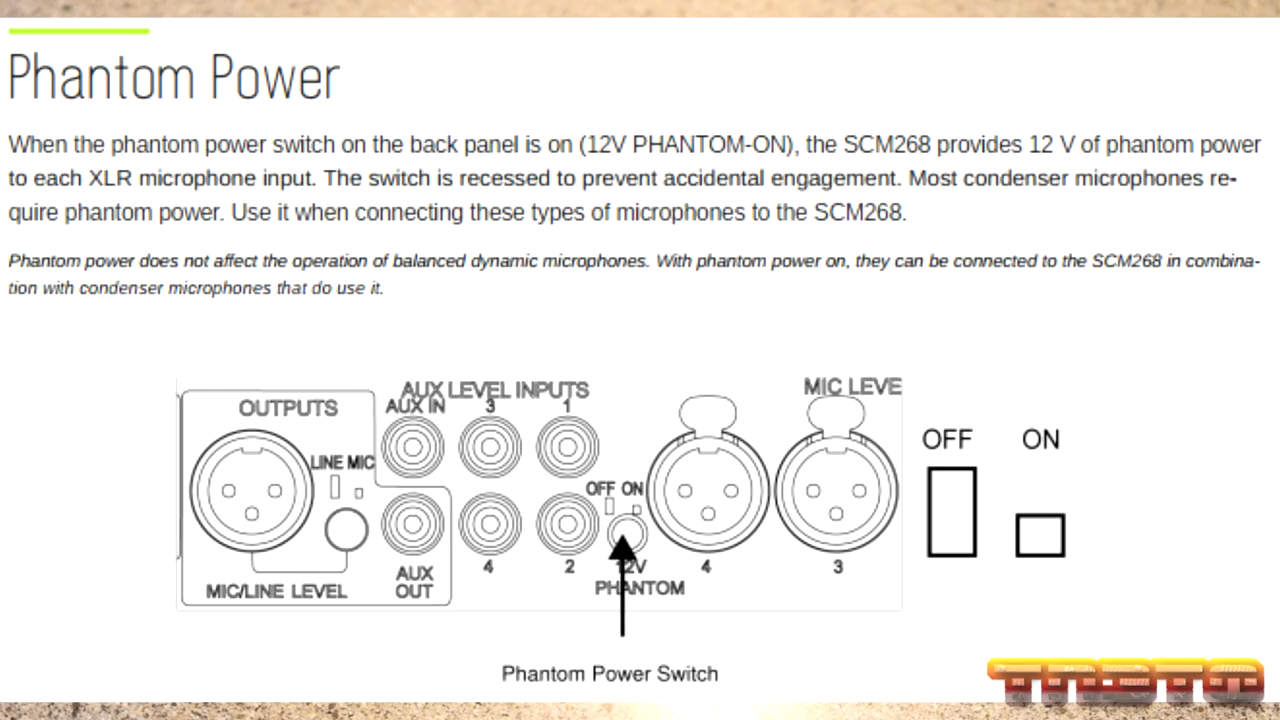 Phantom Power
When the phantom power switch on the back panel is on (12V PHANTOM-ON), the SCM268 provides 12 V of phantom power
to each XLR microphone input. The switch is recessed to prevent accidental engagement. Most condenser microphones re-
quire phantom power. Use it when connecting these types of microphones to the SCM268.
Phantom power does not affect the operation of balanced dynamic microphones. With phantom power on, they can be connected to the SCM268 in combina-
tion with condenser microphones that do use it.
AUX LEVEL INPUTS
MIC LEVE
OUTPUTS
AUX IN
3
1
OFF ON
LINE MIC
OFF ON
4
2
12V
4
3
AUX
OUT
MIC/LINE LEVEL
PHANTOM
Phantom Power Switch